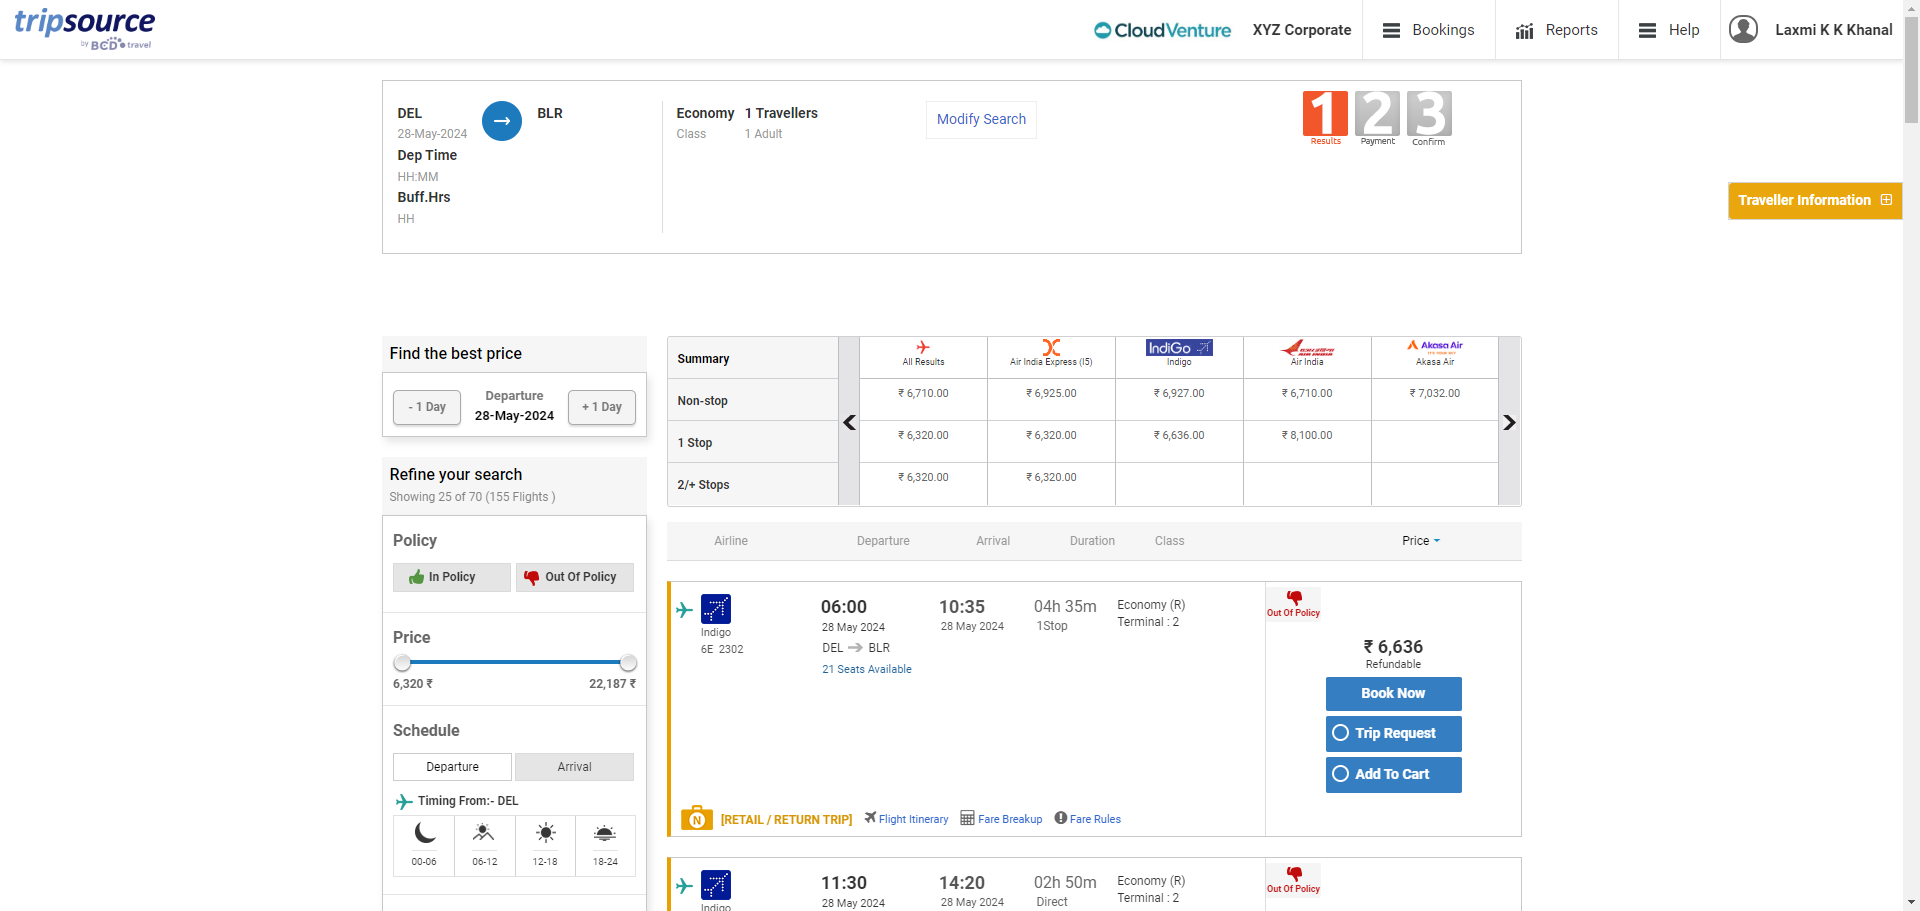 tripsource
by BCD travel
CloudVenture
XYZ Corporate
Bookings
Reports
Help
Laxmi K K Khanal
DEL
BLR
28-May-2024
Dep Time
HH:MM
Buff.Hrs
HH
Economy 1 Travellers
Class 1 Adult
Modify Search
1 2 3
Results Payment Confirm
Traveller Information
Find the best price
- 1 Day
Departure
28-May-2024
+ 1 Day
Refine your search
Showing 25 of 70 (155 Flights )
Policy
In Policy
Out Of Policy
Price
6,320 ₹ 22,187 ₹
Schedule
Departure Arrival
Timing From:- DEL
00-06 06-12 12-18 18-24
Summary
All Results
Air India Express (I5)
IndiGo
Indigo
AIR INDIA
Air India
Akasa Air
Akasa Air
Non-stop ₹ 6,710.00 ₹ 6,925.00 ₹ 6,927.00 ₹ 6,710.00 ₹ 7,032.00
1 Stop ₹ 6,320.00 ₹ 6,320.00 ₹ 6,636.00 ₹ 8,100.00
2/+ Stops ₹ 6,320.00 ₹ 6,320.00
Airline Departure Arrival Duration Class Price
Indigo
6E 2302
06:00
28 May 2024
DEL BLR
21 Seats Available
10:35
28 May 2024
04h 35m
1Stop
Economy (R)
Terminal : 2
Out Of Policy
₹ 6,636
Refundable
Book Now
Trip Request
Add To Cart
N
[RETAIL / RETURN TRIP]
Flight Itinerary
Fare Breakup
Fare Rules
Indigo
11:30
28 May 2024
14:20
28 May 2024
02h 50m
Direct
Economy (R)
Terminal : 2
Out Of Policy